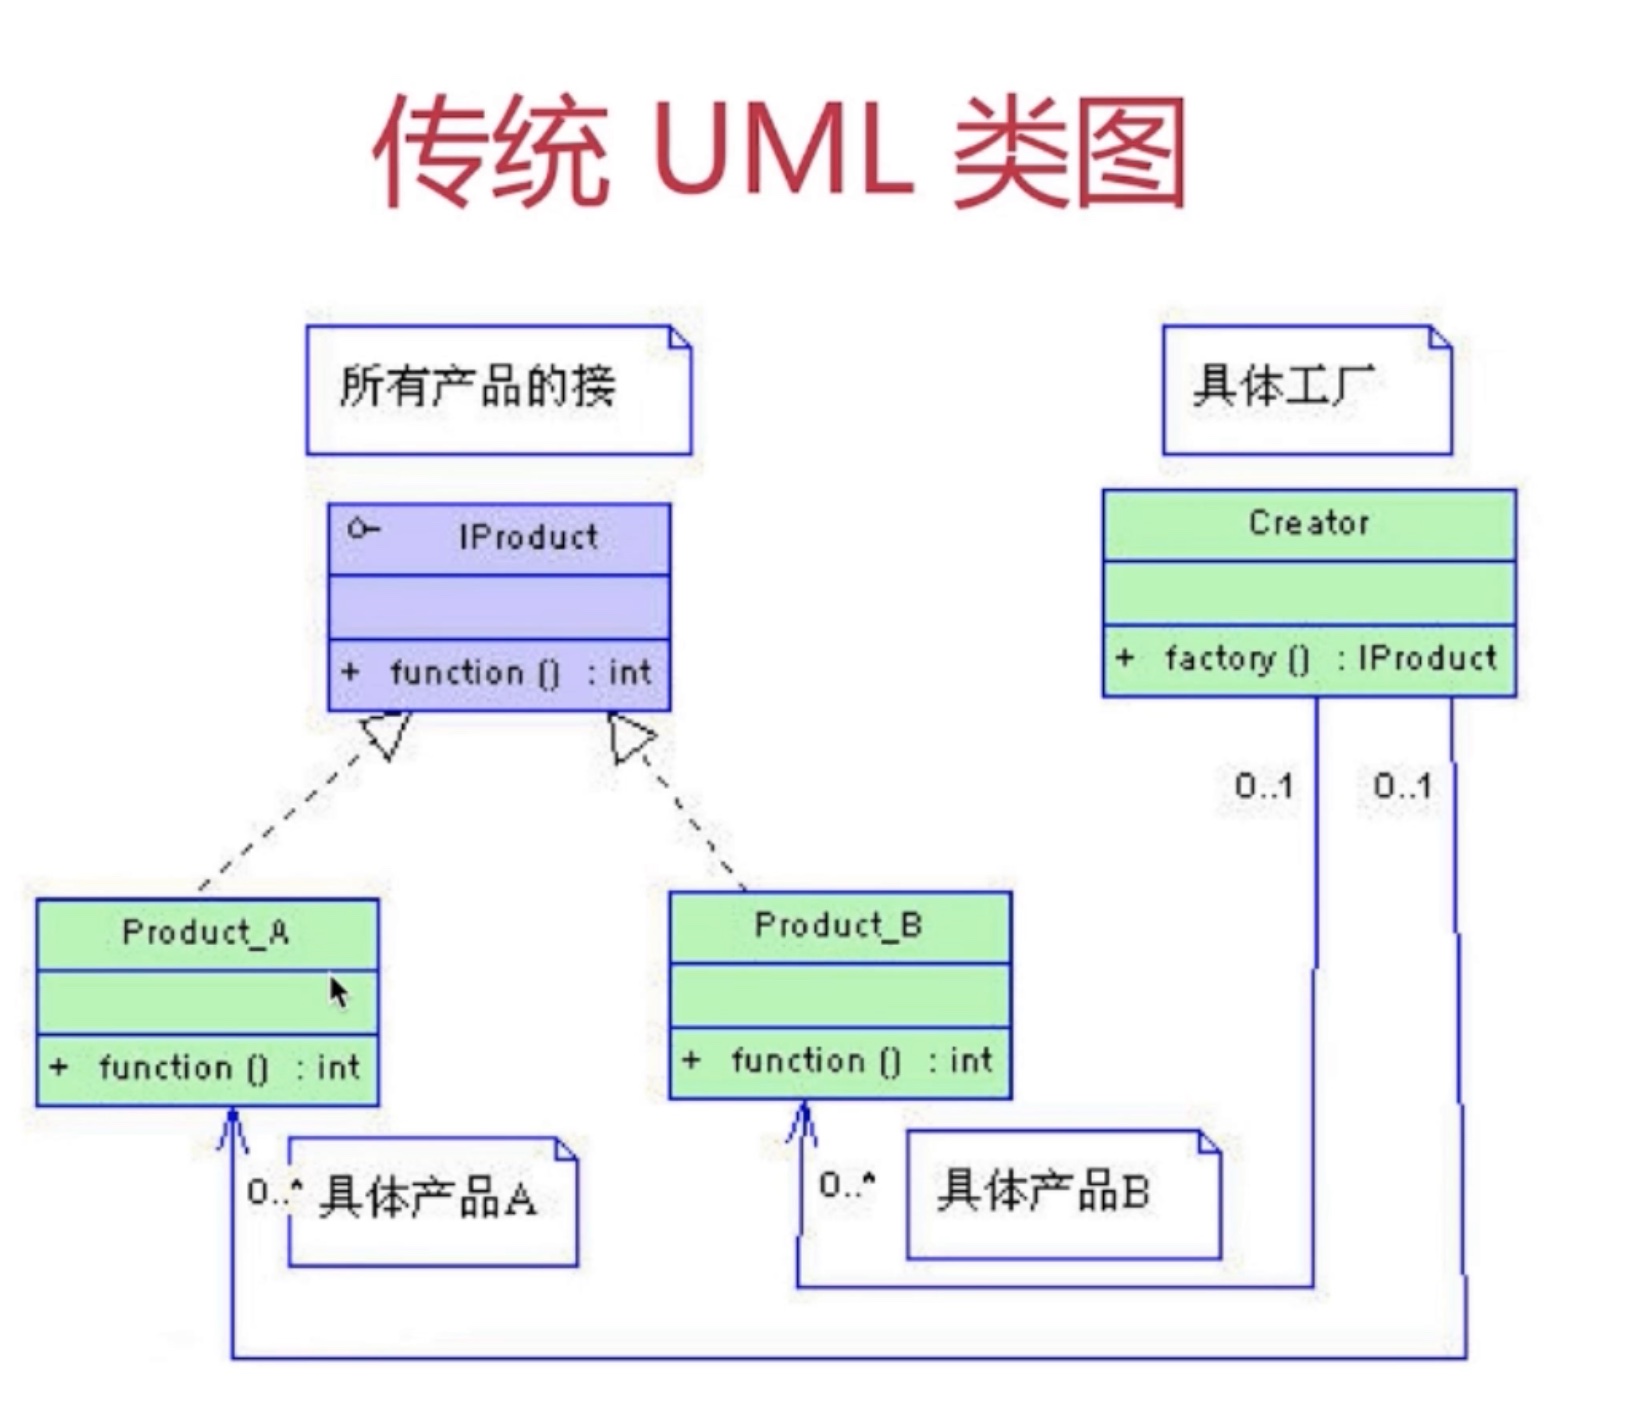 传统 UML 类图
所有产品的接
具体工厂
IProduct
+ function () : int
Creator
+ factory () : IProduct
0..1
0..1
Product_A
+ function () : int
Product_B
+ function () : int
0..*
具体产品A
0..*
具体产品B